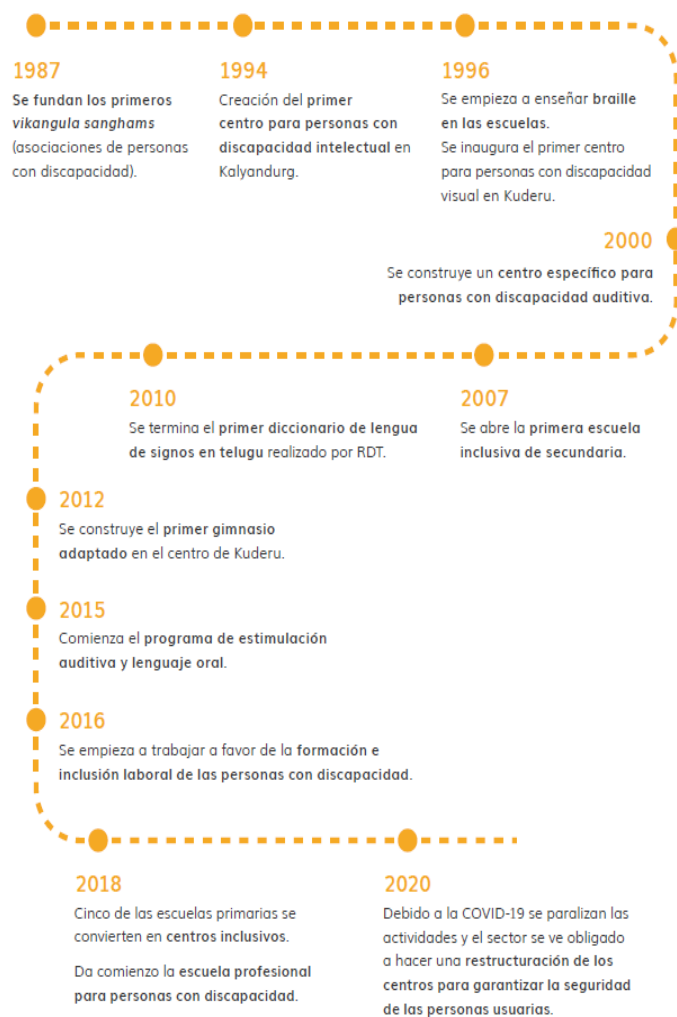 1987
Se fundan los primeros
vikangula sanghams
(asociaciones de personas
con discapacidad).
1994
Creación del primer
centro para personas con
discapacidad intelectual en
Kalyandurg.
1996
Se empieza a enseñar braille
en las escuelas.
Se inaugura el primer centro
para personas con discapacidad
visual en Kuderu.
2000
Se construye un centro específico para
personas con discapacidad auditiva.
2007
Se abre la primera escuela
inclusiva de secundaria.
2010
Se termina el primer diccionario de lengua
de signos en telugu realizado por RDT.
2012
Se construye el primer gimnasio
adaptado en el centro de Kuderu.
2015
Comienza el programa de estimulación
auditiva y lenguaje oral.
2016
Se empieza a trabajar a favor de la formación e
inclusión laboral de las personas con discapacidad.
2018
Cinco de las escuelas primarias se
convierten en centros inclusivos.
Da comienzo la escuela profesional
para personas con discapacidad.
2020
Debido a la COVID-19 se paralizan las
actividades y el sector se ve obligado
a hacer una restructuración de los
centros para garantizar la seguridad
de las personas usuarias.